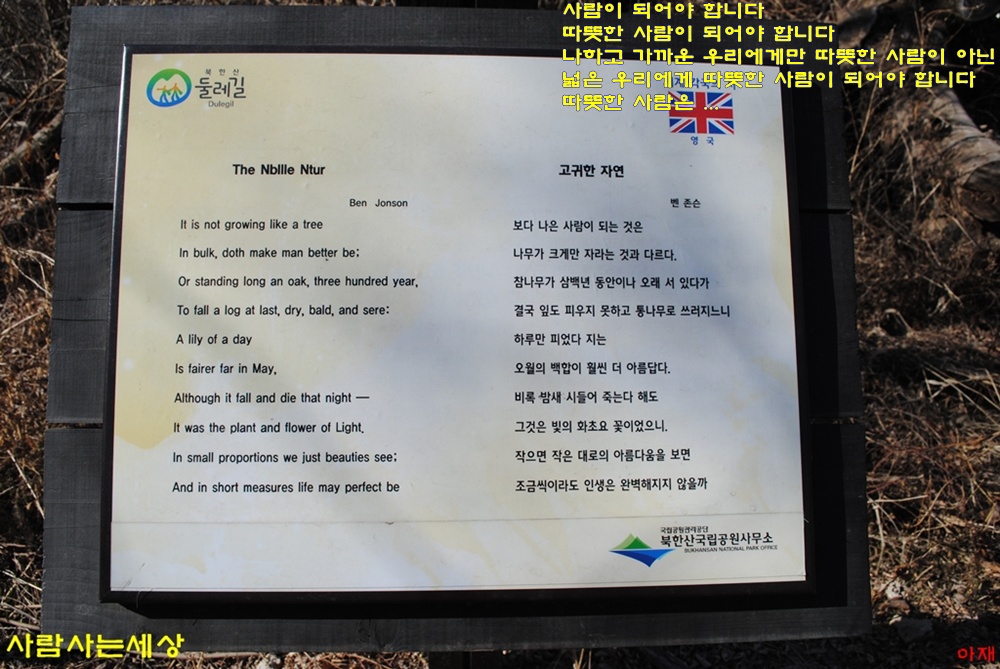 사람이 되어야 합니다
따뜻한 사람이 되어야 합니다
나하고 가까운 우리에게만 따뜻한 사람이 아닌
넓은 우리에게 따뜻한 사람이 되어야 합니다
따뜻한 사람은 ...
북한산
둘레길
Dulegil
영 국
The Nbllle Ntur
Ben Jonson
It is not growing like a tree
In bulk, doth make man better be;
Or standing long an oak, three hundred year,
To fall a log at last, dry, bald, and sere:
A lily of a day
Is fairer far in May,
Although it fall and die that night —
It was the plant and flower of Light.
In small proportions we just beauties see;
And in short measures life may perfect be
고귀한 자연
벤 존슨
보다 나은 사람이 되는 것은
나무가 크게만 자라는 것과 다르다.
참나무가 삼백년 동안이나 오래 서 있다가
결국 잎도 피우지 못하고 통나무로 쓰러지느니
하루만 피었다 지는
오월의 백합이 훨씬 더 아름답다.
비록 밤새 시들어 죽는다 해도
그것은 빛의 화초요 꽃이었으니.
작으면 작은 대로의 아름다움을 보면
조금씩이라도 인생은 완벽해지지 않을까
국립공원관리공단
북한산국립공원사무소
BUKHANSAN NATIONAL PARK OFFICE
사람사는세상
아재